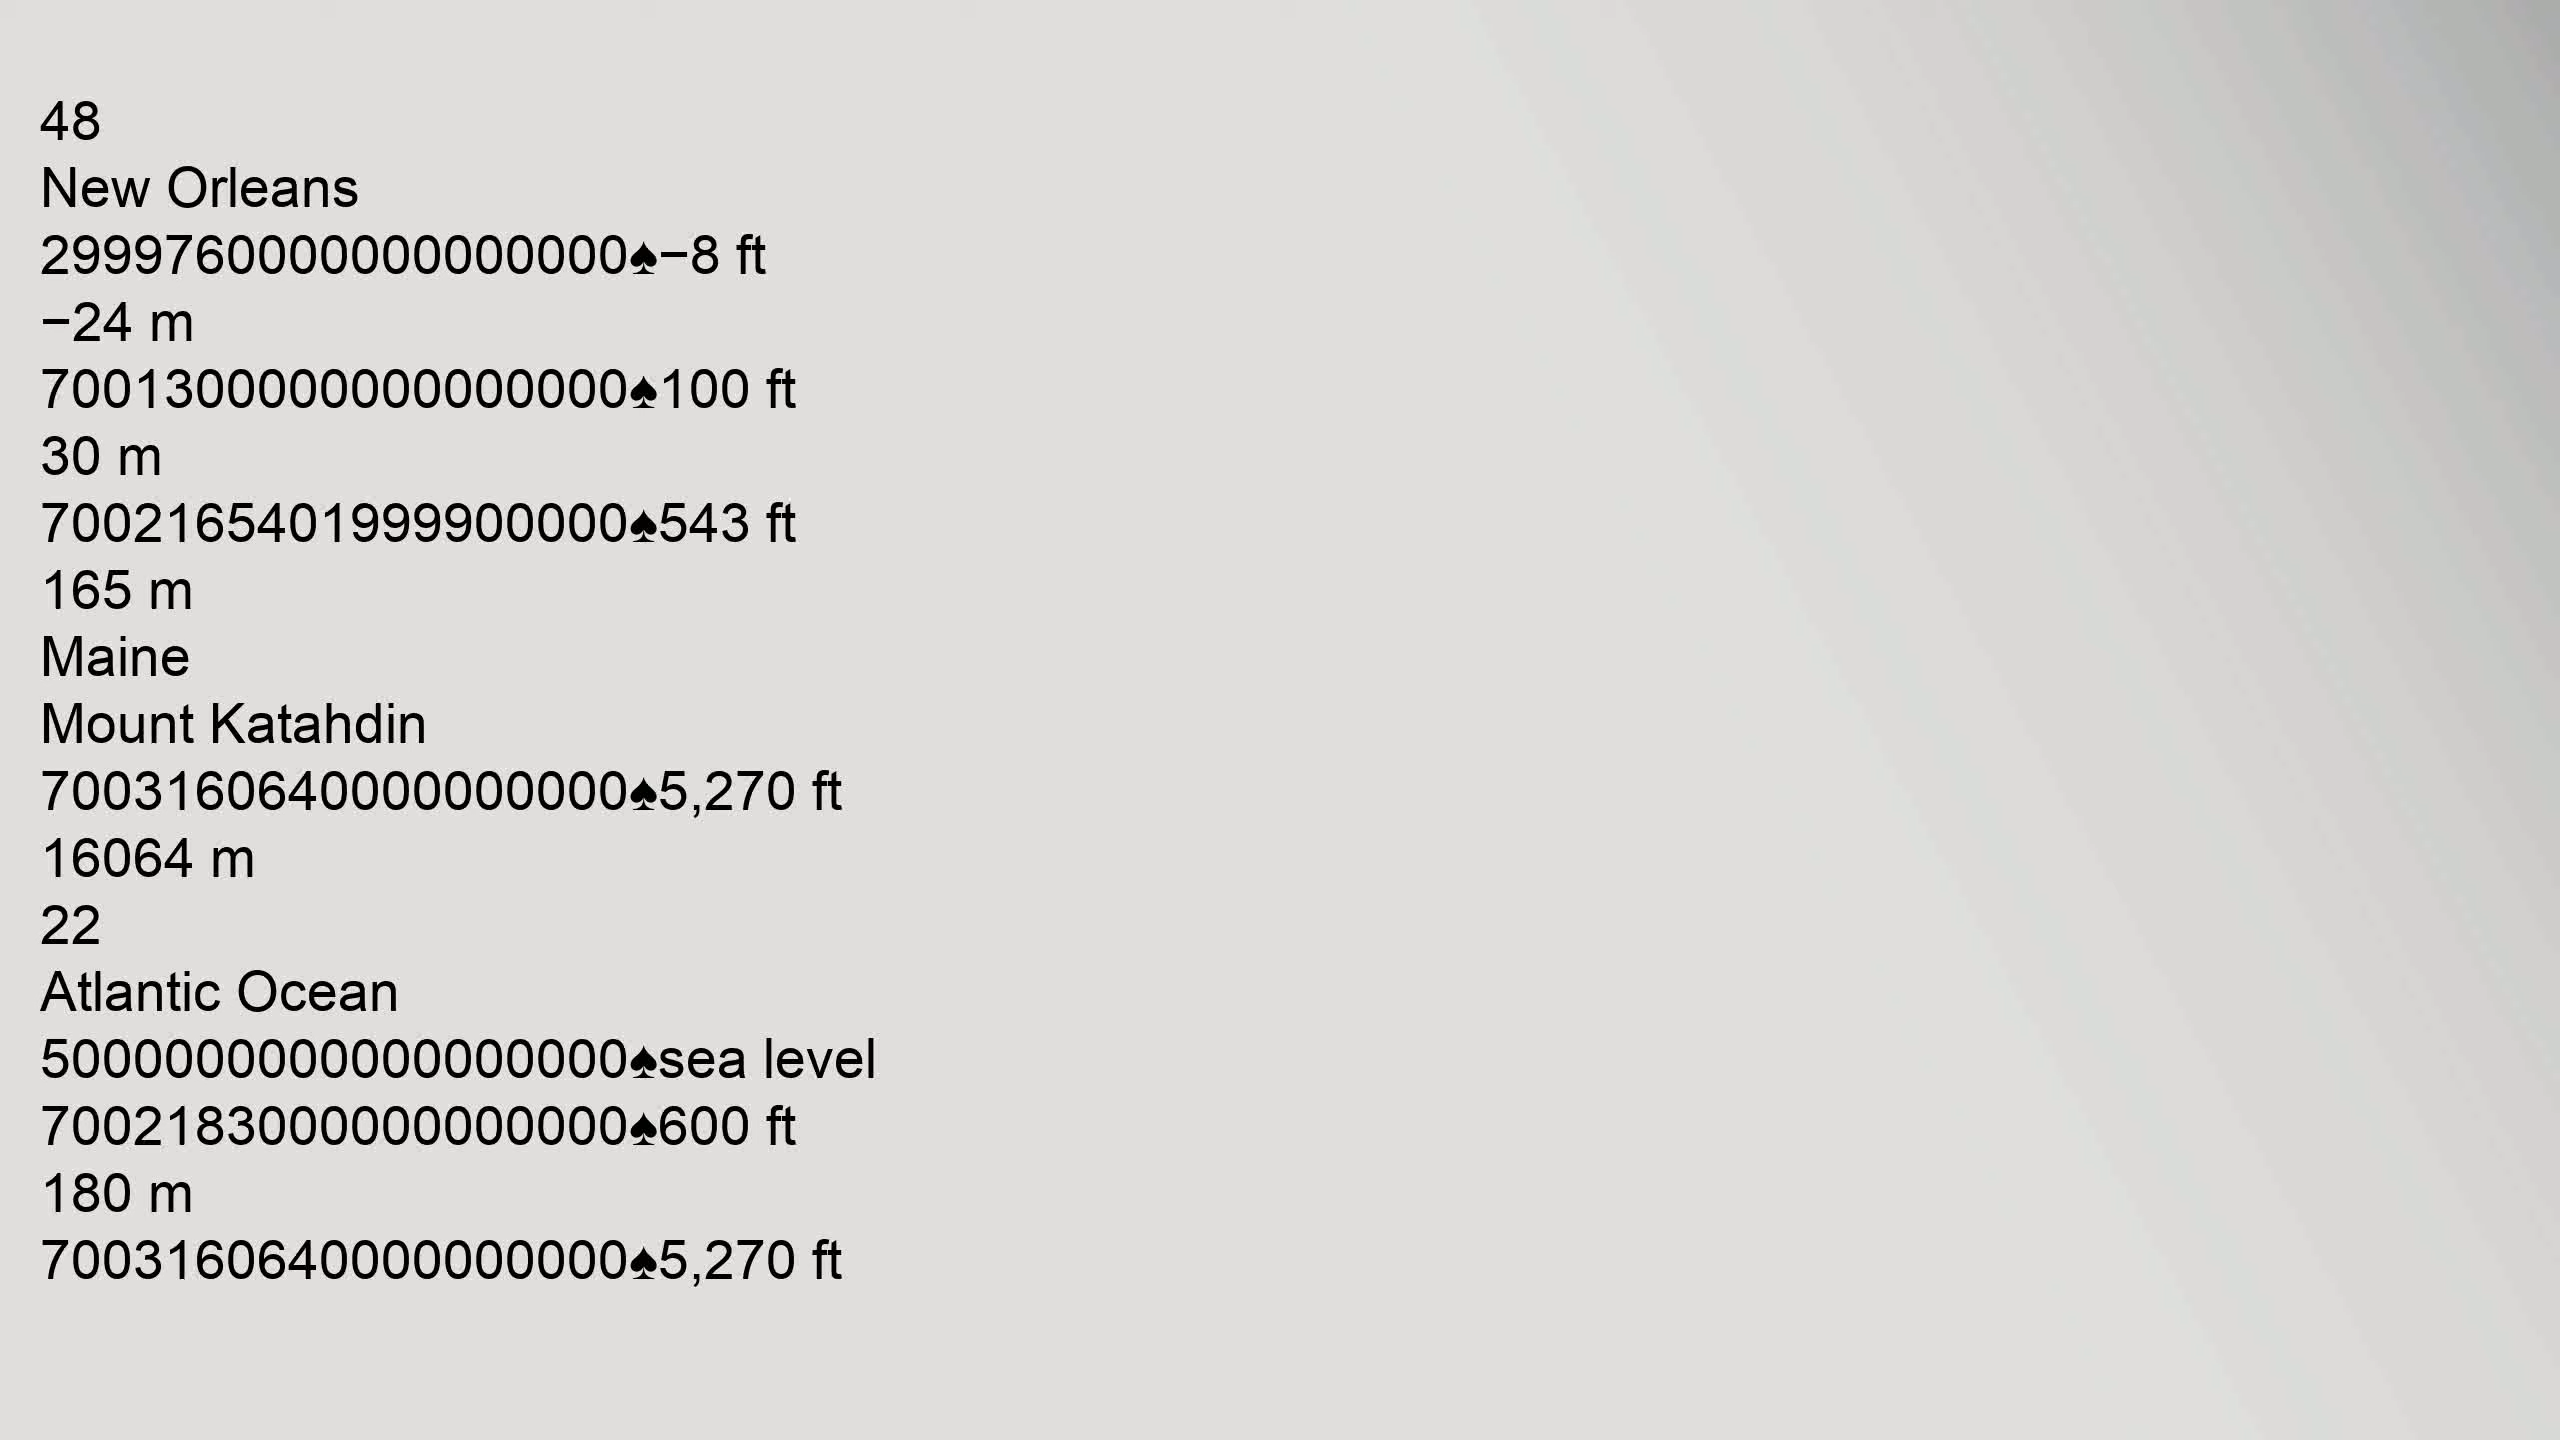 48
New Orleans
2999760000000000000♠−8 ft
−24 m
7001300000000000000♠100 ft
30 m
7002165401999900000♠543 ft
165 m
Maine
Mount Katahdin
7003160640000000000♠5,270 ft
16064 m
22
Atlantic Ocean
5000000000000000000♠sea level
7002183000000000000♠600 ft
180 m
7003160640000000000♠5,270 ft